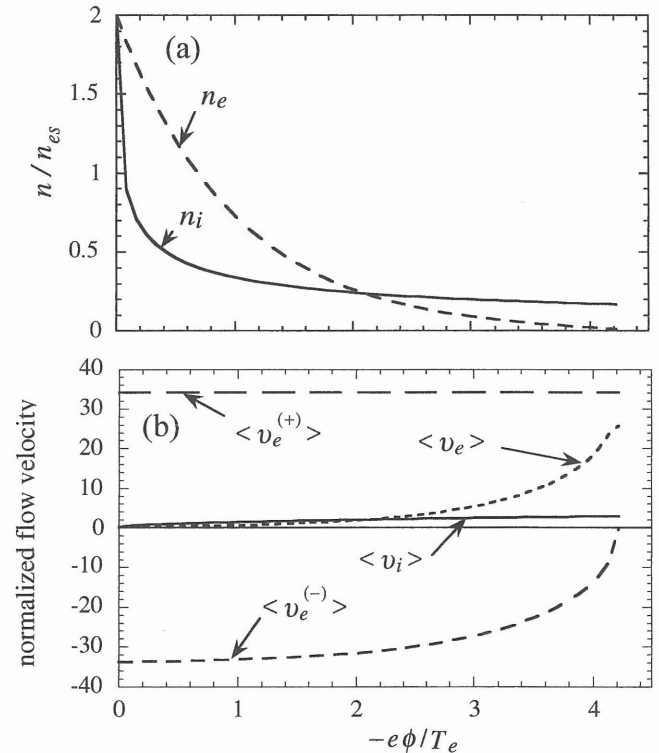 2
(a)
1.5
n_e
n / n_es
1
n_i
0.5
0
40
30
(b)
< υ_e^(+) >
20
< υ_e >
normalized flow velocity
10
0
-10
< υ_i >
-20
< υ_e^(−) >
-30
-40
0 1 2 3 4
−eϕ/T_e